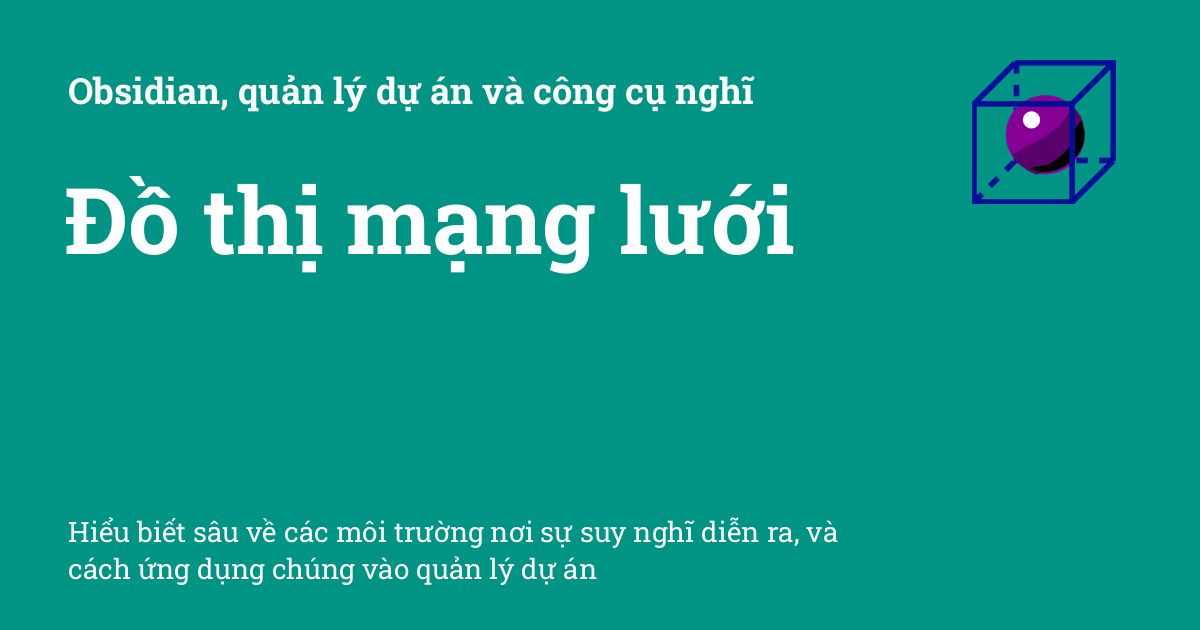 Obsidian, quản lý dự án và công cụ nghĩ
Đồ thị mạng lưới
Hiểu biết sâu về các môi trường nơi sự suy nghĩ diễn ra, và
cách ứng dụng chúng vào quản lý dự án